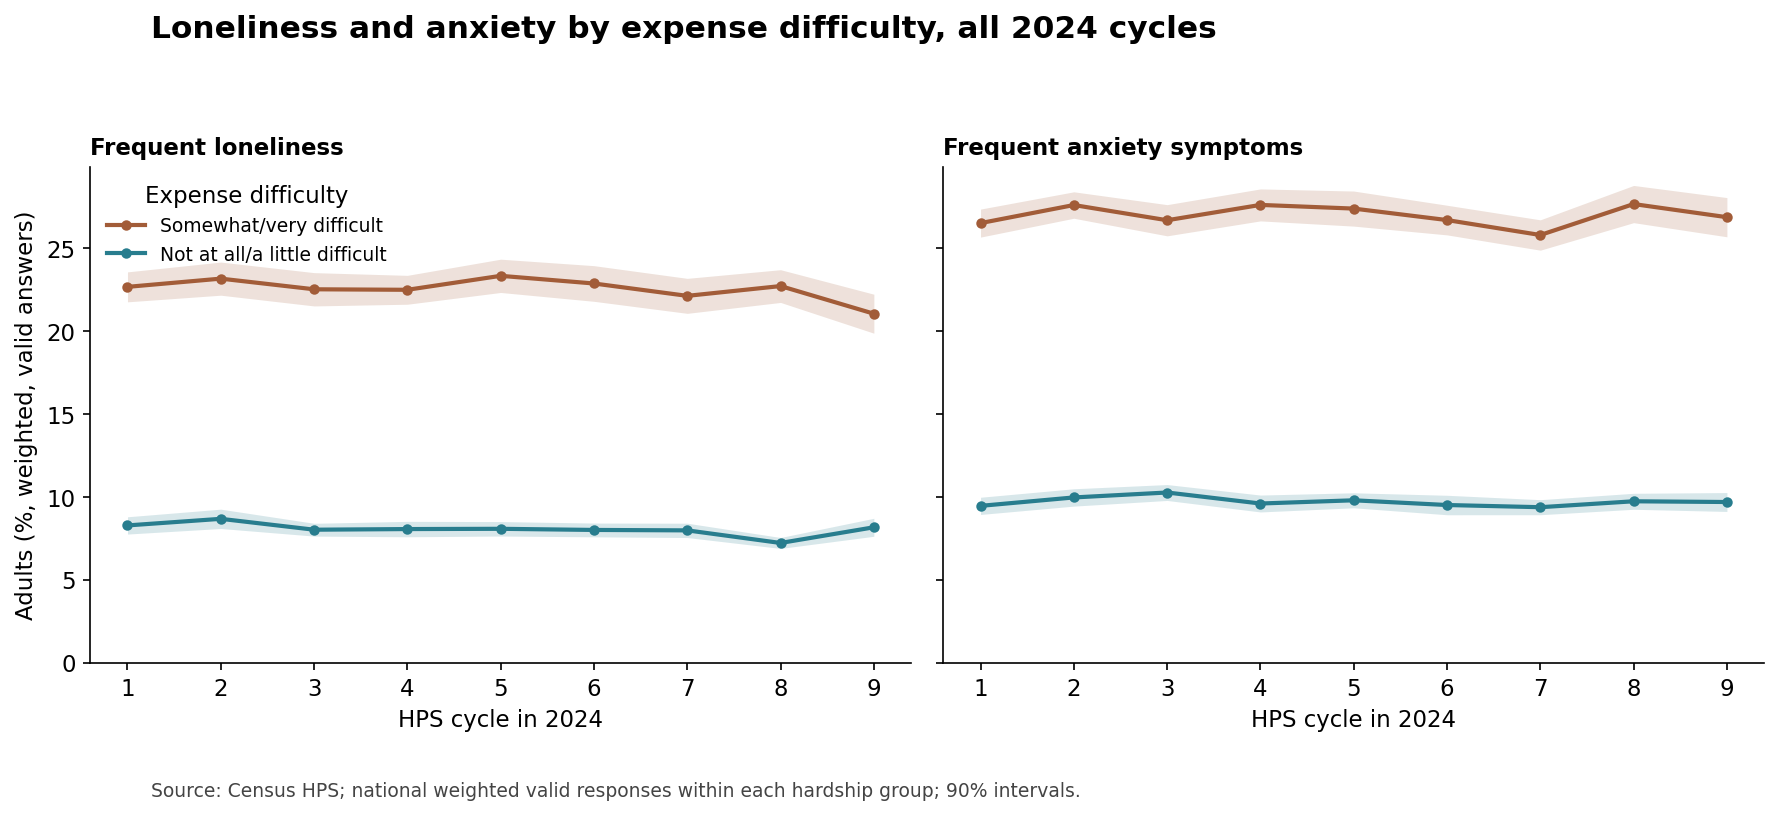 Loneliness and anxiety by expense difficulty, all 2024 cycles
Frequent loneliness
Expense difficulty
Somewhat/very difficult
Not at all/a little difficult
Adults (%, weighted, valid answers)
25
20
15
10
5
0
1 2 3 4 5 6 7 8 9
HPS cycle in 2024
Frequent anxiety symptoms
1 2 3 4 5 6 7 8 9
HPS cycle in 2024
Source: Census HPS; national weighted valid responses within each hardship group; 90% intervals.